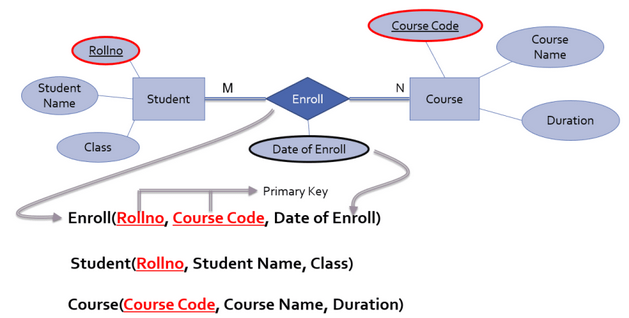 Course Code
Rollno
Course
Name
Student
Name
M
N
Student
Enroll
Course
Duration
Class
Date of Enroll
Primary Key
Enroll(Rollno, Course Code, Date of Enroll)
Student(Rollno, Student Name, Class)
Course(Course Code, Course Name, Duration)